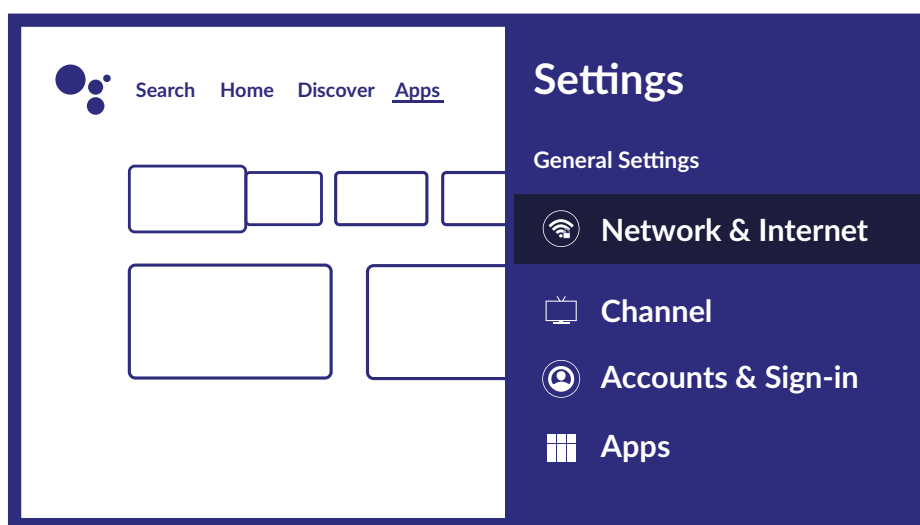 Search Home Discover Apps
Settings
General Settings
Network & Internet
Channel
Accounts & Sign-in
Apps